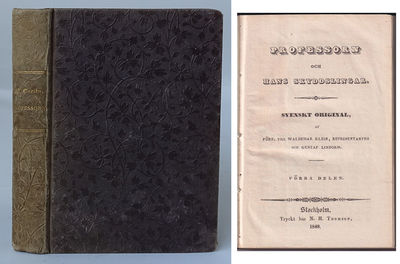 PROFESSORN
OCH
HANS SKYDDSLINGAR.
SVENSKT ORIGINAL,
AF
FÖRF. TILL WALDEMAR KLEIN, REPRESENTANTEN
OCH GUSTAF LINDORM.
FÖRRA DELEN.
Stockholm,
Tryckt hos N. H. THOMSON,
1840.